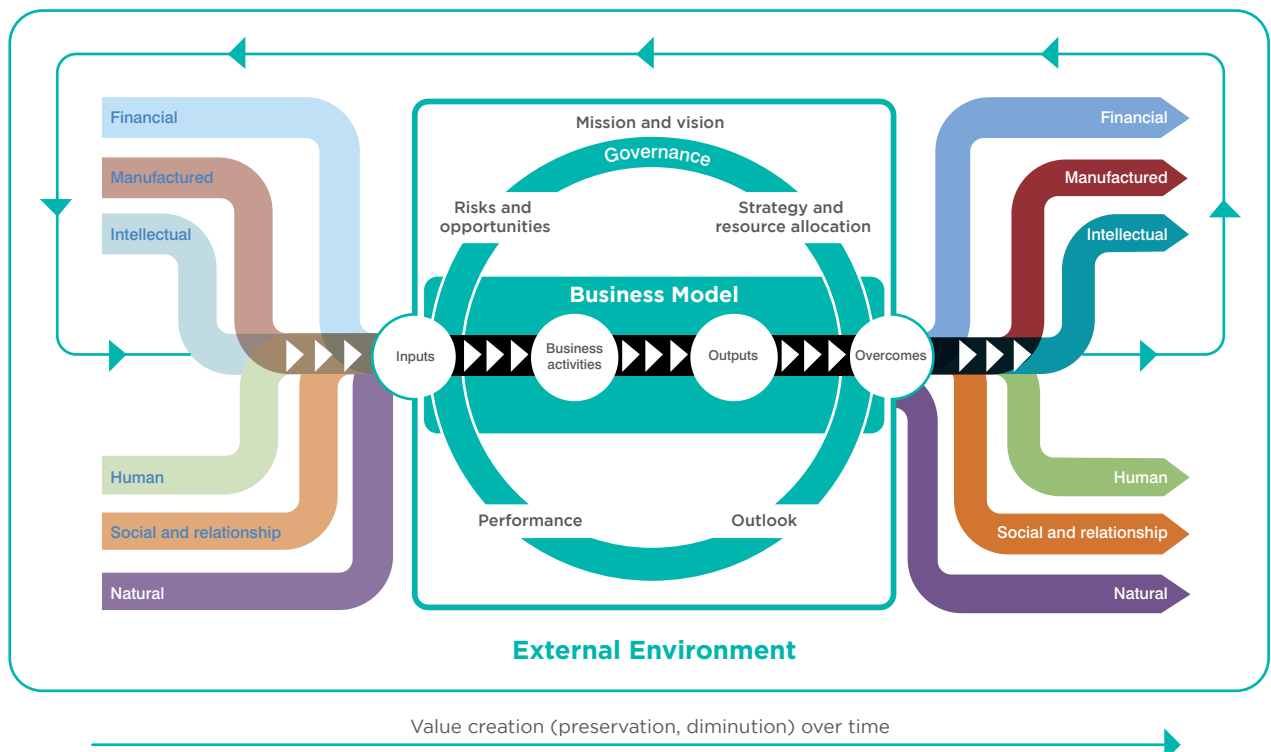 Financial
Manufactured
Intellectual
Human
Social and relationship
Natural
Mission and vision
Governance
Risks and
opportunities
Strategy and
resource allocation
Business Model
Inputs
Business
activities
Outputs
Overcomes
Performance
Outlook
Financial
Manufactured
Intellectual
Human
Social and relationship
Natural
External Environment
Value creation (preservation, diminution) over time